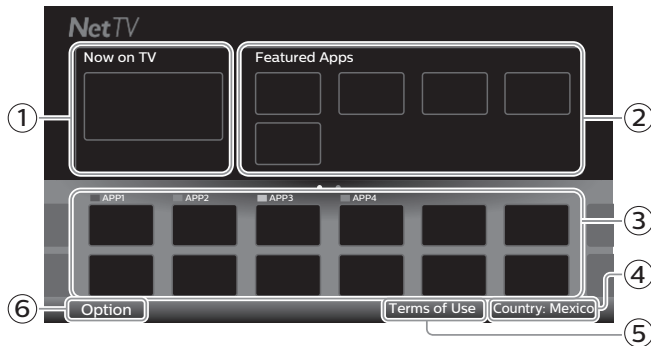 NetTV
Now on TV
Featured Apps
①
②
APP1 APP2 APP3 APP4
③
④
⑥
Option
Terms of Use
Country: Mexico
⑤